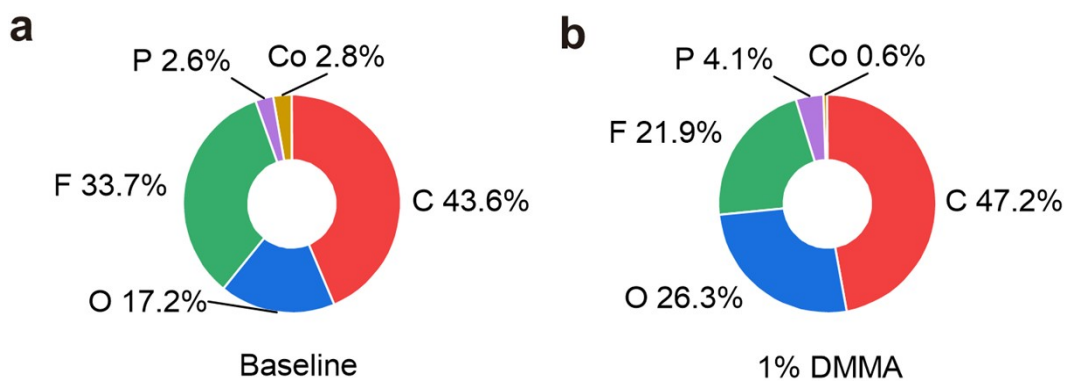 a
P 2.6%
Co 2.8%
F 33.7%
C 43.6%
O 17.2%
Baseline
b
P 4.1%
Co 0.6%
F 21.9%
C 47.2%
O 26.3%
1% DMMA